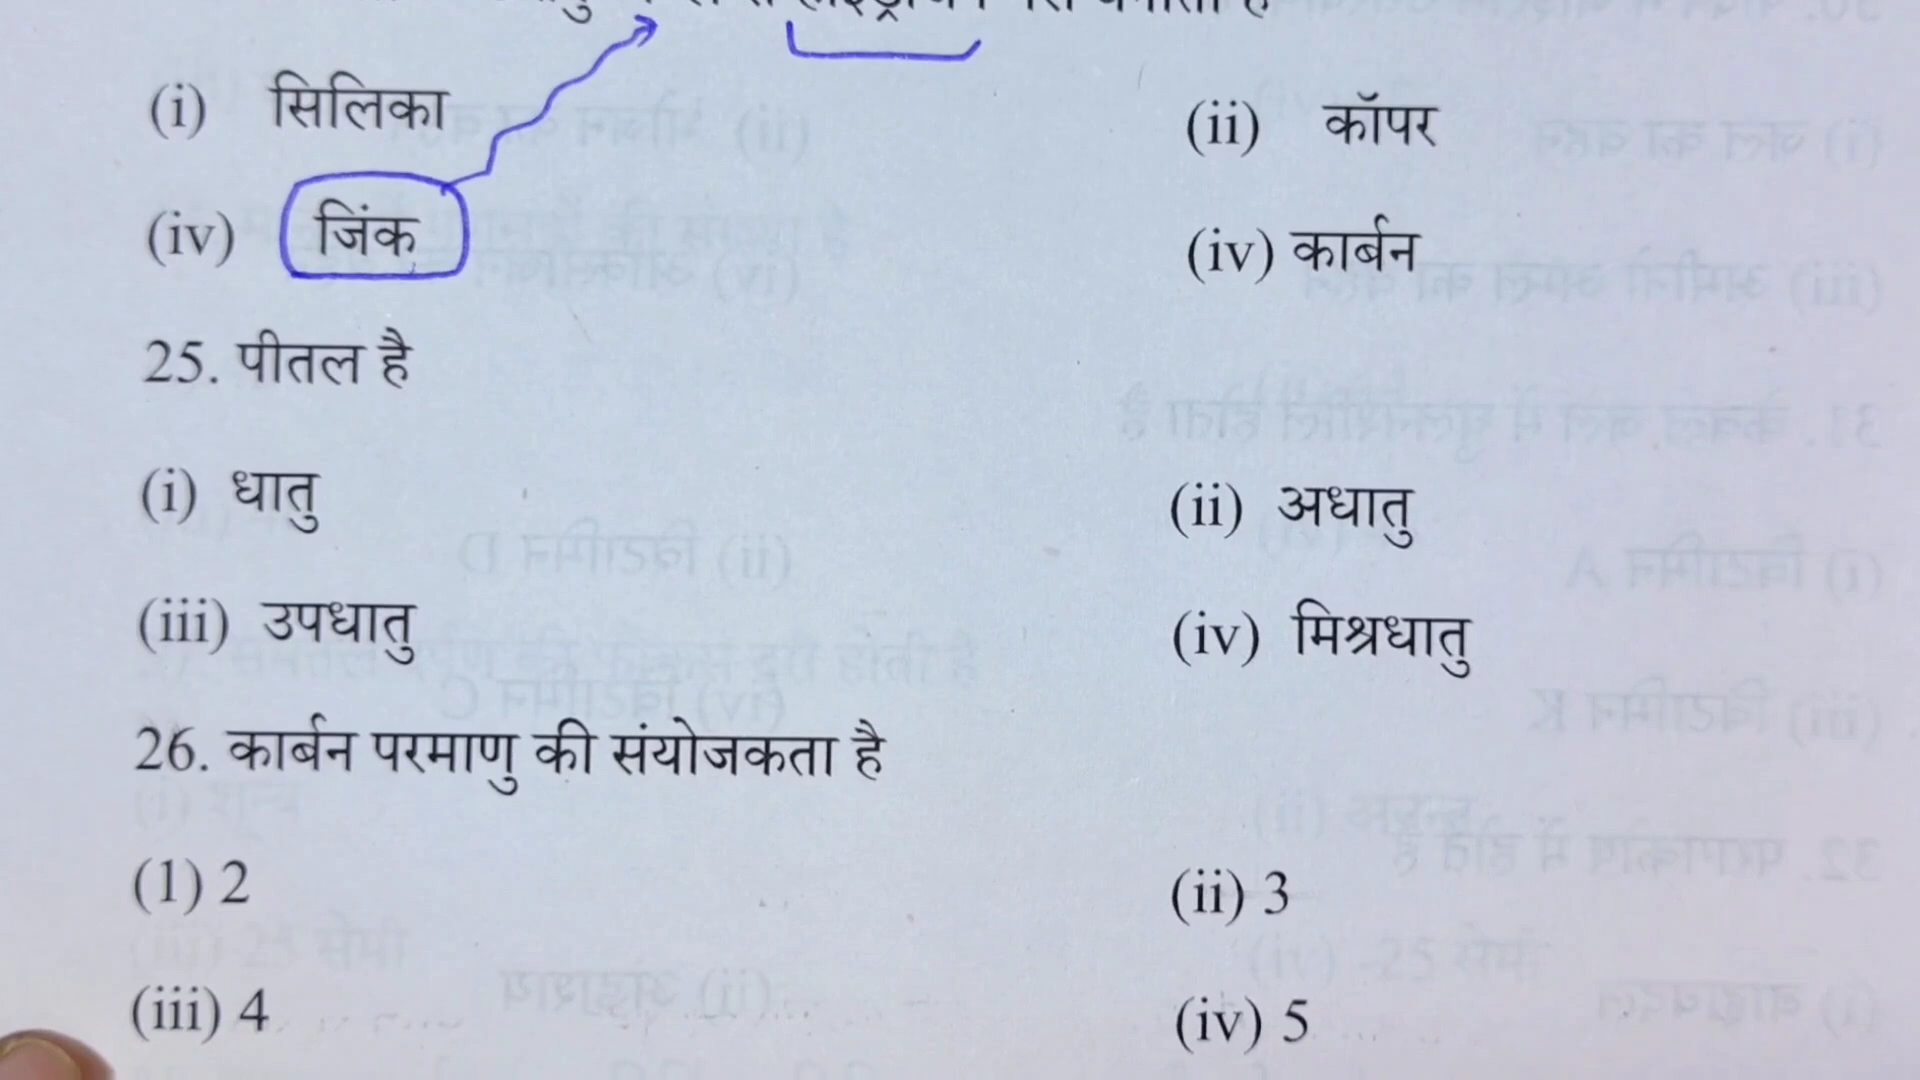 (i) सिलिका (ii) कॉपर
(iv) जिंक (iv) कार्बन
25. पीतल है
(i) धातु (ii) अधातु
(iii) उपधातु (iv) मिश्रधातु
26. कार्बन परमाणु की संयोजकता है
(1) 2 (ii) 3
(iii) 4 (iv) 5